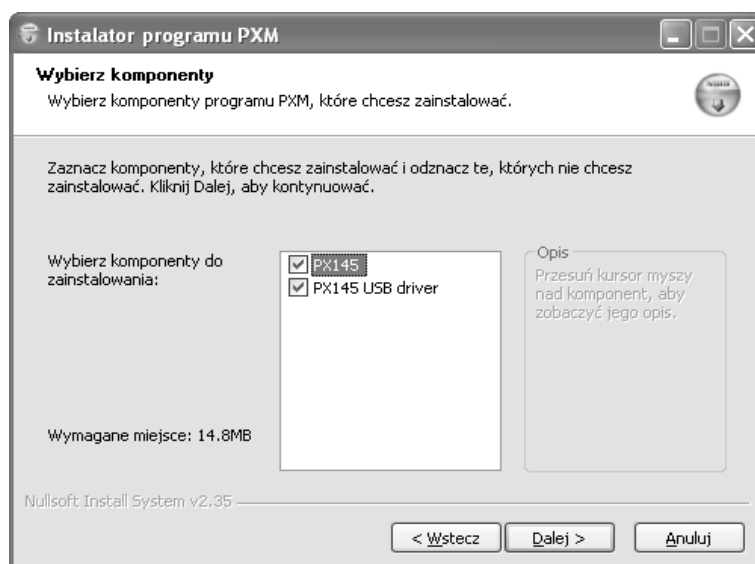 Instalator programu PXM
Wybierz komponenty
Wybierz komponenty programu PXM, które chcesz zainstalować.
Zaznacz komponenty, które chcesz zainstalować i odznacz te, których nie chcesz
zainstalować. Kliknij Dalej, aby kontynuować.
Wybierz komponenty do
zainstalowania:
PX145
PX145 USB driver
Opis
Przesuń kursor myszy
nad komponent, aby
zobaczyć jego opis.
Wymagane miejsce: 14.8MB
Nullsoft Install System v2.35
< Wstecz
Dalej >
Anuluj